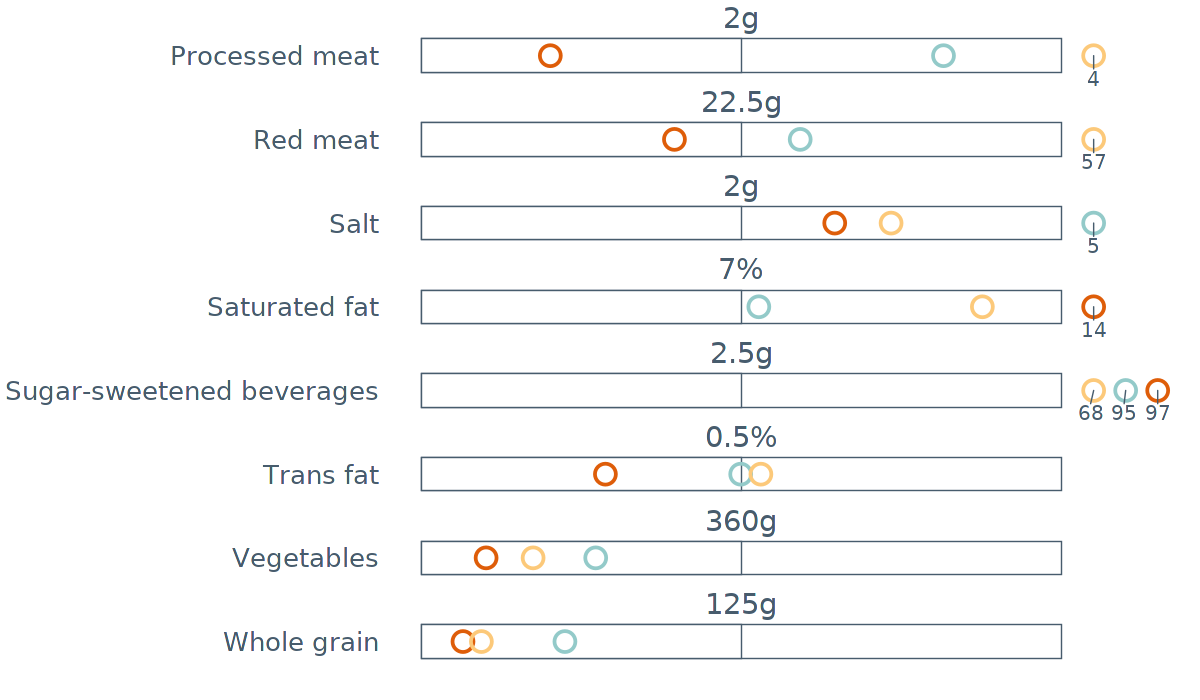 2g
Processed meat
4
22.5g
Red meat
57
2g
Salt
5
7%
Saturated fat
14
2.5g
Sugar-sweetened beverages
68 95 97
0.5%
Trans fat
360g
Vegetables
125g
Whole grain